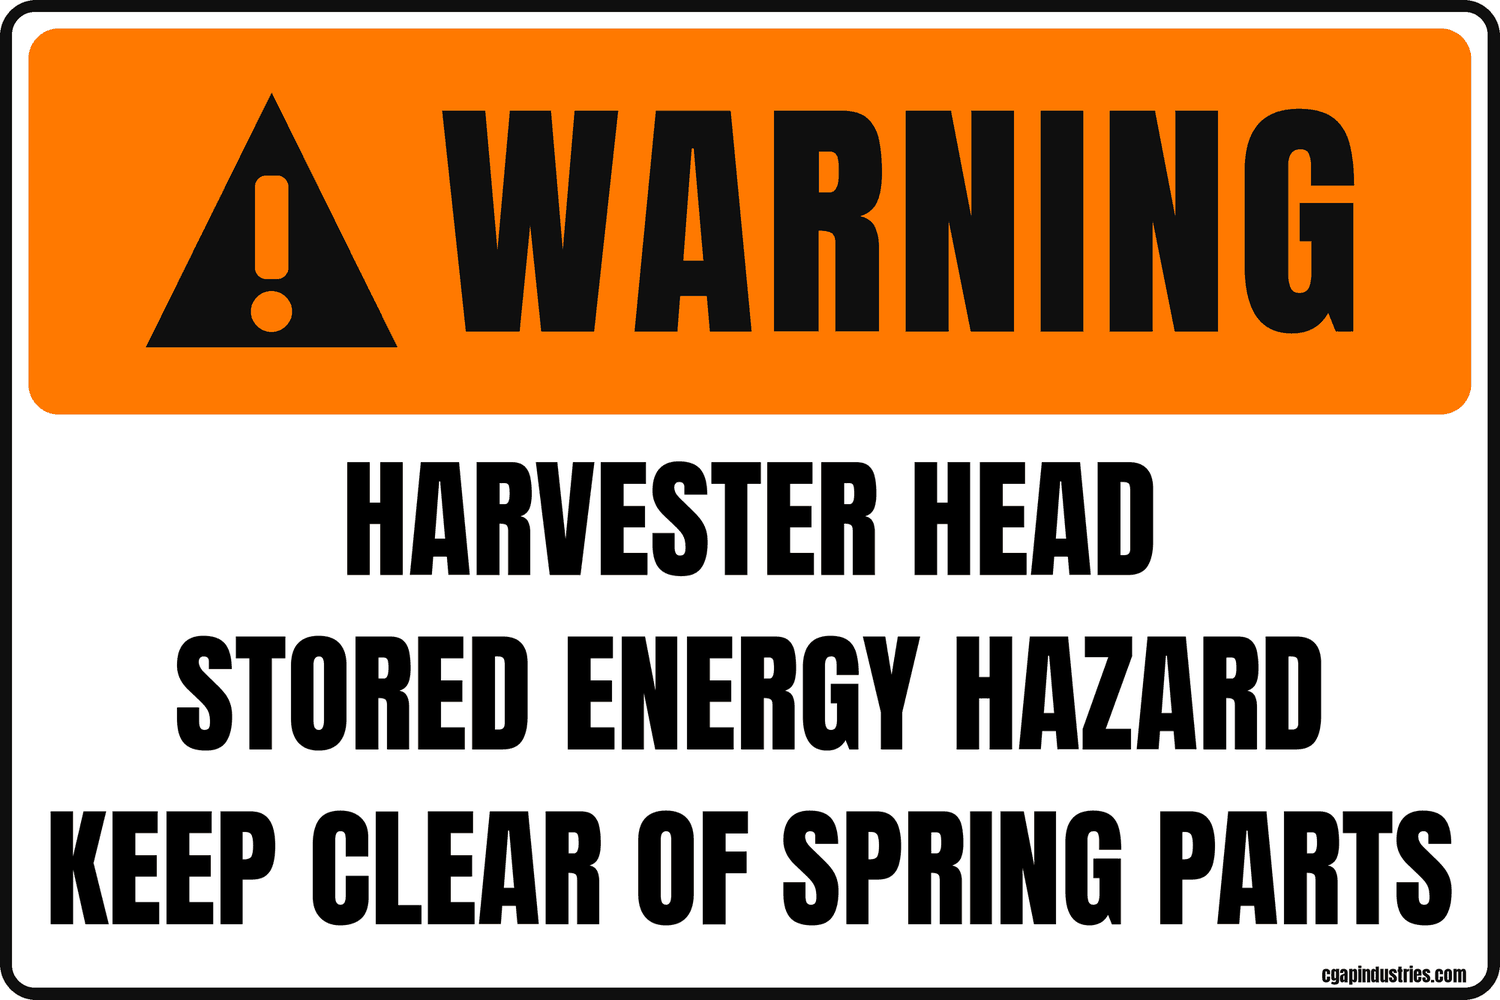 WARNING
HARVESTER HEAD
STORED ENERGY HAZARD
KEEP CLEAR OF SPRING PARTS
cgapindustries.com